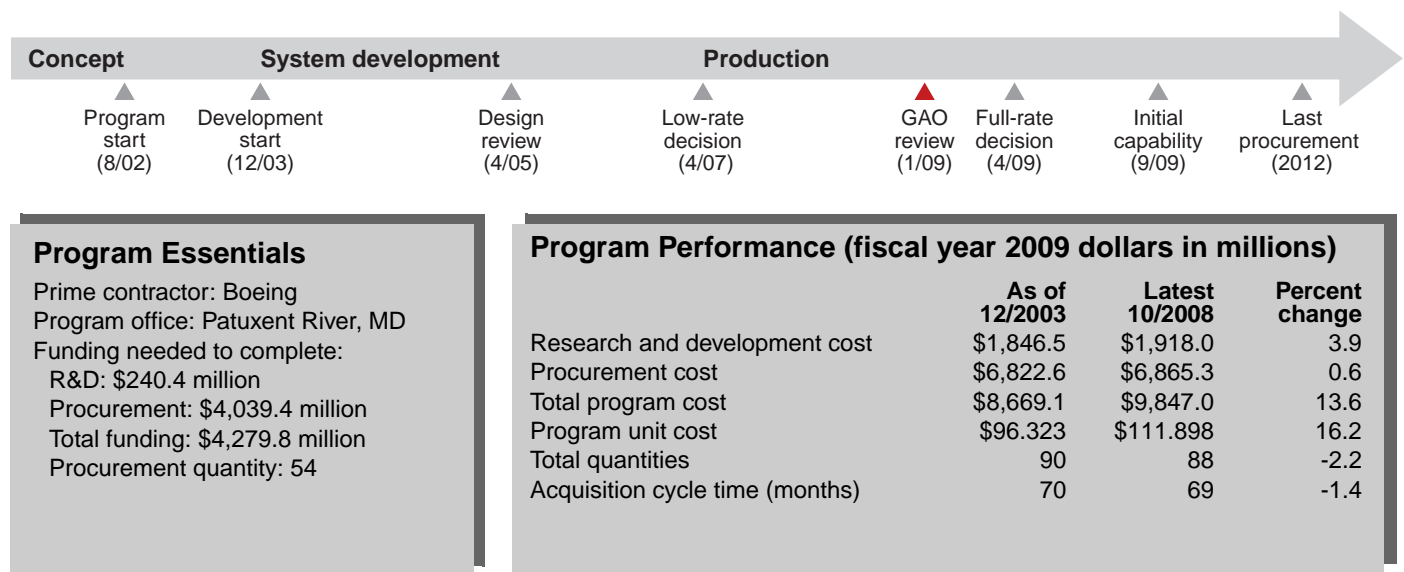 Concept System development Production
Program start (8/02)
Development start (12/03)
Design review (4/05)
Low-rate decision (4/07)
GAO review (1/09)
Full-rate decision (4/09)
Initial capability (9/09)
Last procurement (2012)
Program Essentials
Prime contractor: Boeing
Program office: Patuxent River, MD
Funding needed to complete:
R&D: $240.4 million
Procurement: $4,039.4 million
Total funding: $4,279.8 million
Procurement quantity: 54
Program Performance (fiscal year 2009 dollars in millions)
As of Latest Percent
12/2003 10/2008 change
Research and development cost $1,846.5 $1,918.0 3.9
Procurement cost $6,822.6 $6,865.3 0.6
Total program cost $8,669.1 $9,847.0 13.6
Program unit cost $96.323 $111.898 16.2
Total quantities 90 88 -2.2
Acquisition cycle time (months) 70 69 -1.4